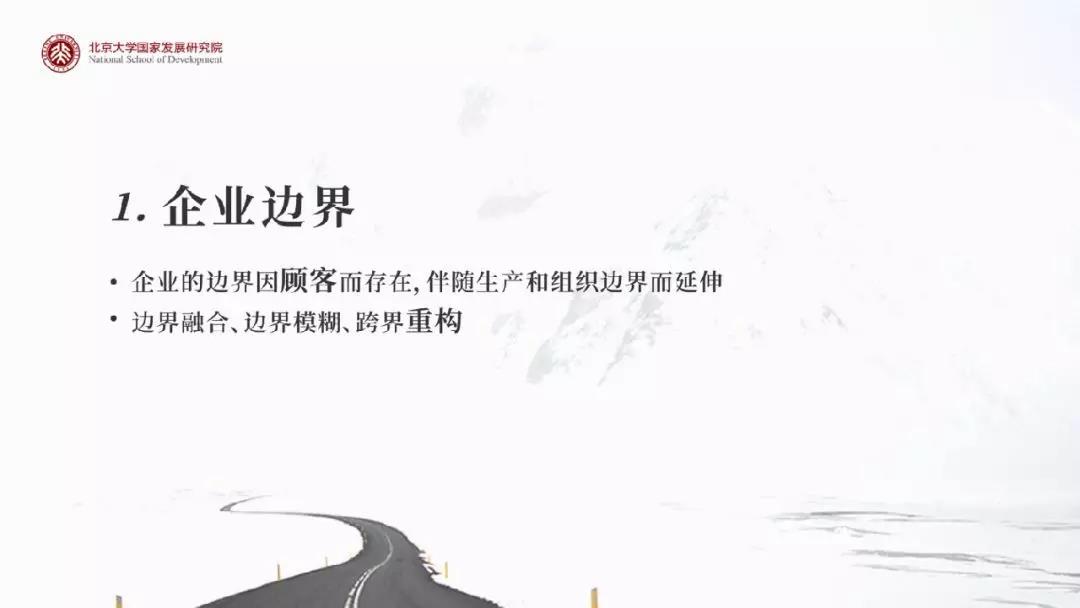 北京大学国家发展研究院
National School of Development
1. 企业边界
• 企业的边界因顾客而存在, 伴随生产和组织边界而延伸
• 边界融合、边界模糊、跨界重构